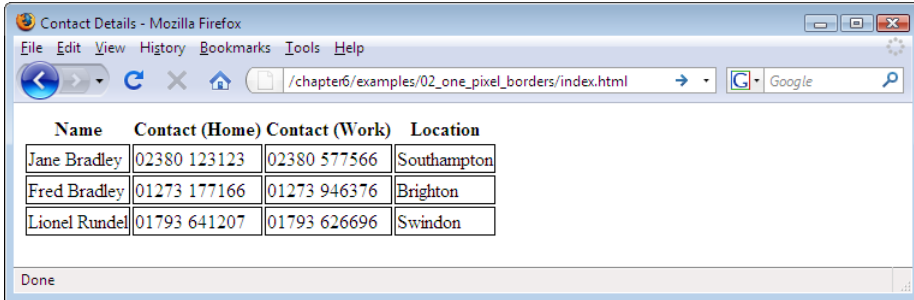 Contact Details - Mozilla Firefox
File Edit View History Bookmarks Tools Help
/chapter6/examples/02_one_pixel_borders/index.html G Google
Name Contact (Home) Contact (Work) Location
Jane Bradley 02380 123123 02380 577566 Southampton
Fred Bradley 01273 177166 01273 946376 Brighton
Lionel Rundel 01793 641207 01793 626696 Swindon
Done